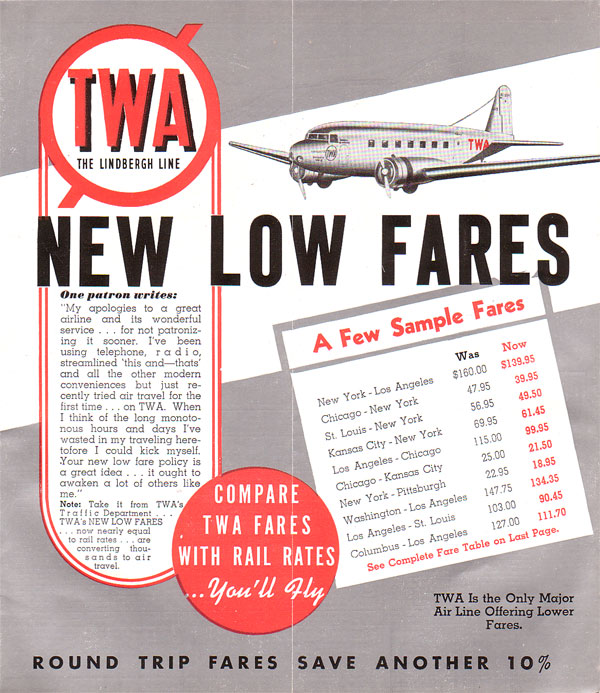 TWA
THE LINDBERGH LINE
TWA
NEW LOW FARES
One patron writes:
"My apologies to a great
airline and its wonderful
service . . . for not patroniz-
ing it sooner. I've been
using telephone, radio,
streamlined 'this and—thats'
and all the other modern
conveniences but just re-
cently tried air travel for the
first time . . . on TWA. When
I think of the long monoto-
nous hours and days I've
wasted in my traveling here-
tofore I could kick myself.
Your new low fare policy is
a great idea . . . it ought to
awaken a lot of others like
me."
Note: Take it from TWA's
Traffic Department . . .
TWA's NEW LOW FARES
. . . now nearly equal
to rail rates . . . are
converting thou-
sands to air
travel.
COMPARE
TWA FARES
WITH RAIL RATES
...You'll Fly
A Few Sample Fares
Was Now
New York - Los Angeles $160.00 $139.95
Chicago - New York 47.95 39.95
St. Louis - New York 56.95 49.50
Kansas City - New York 69.95 61.45
Los Angeles - Chicago 115.00 99.95
Chicago - Kansas City 25.00 21.50
New York - Pittsburgh 22.95 18.95
Washington - Los Angeles 147.75 134.35
Los Angeles - St. Louis 103.00 90.45
Columbus - Los Angeles 127.00 111.70
See Complete Fare Table on Last Page.
TWA Is the Only Major
Air Line Offering Lower
Fares.
ROUND TRIP FARES SAVE ANOTHER 10%